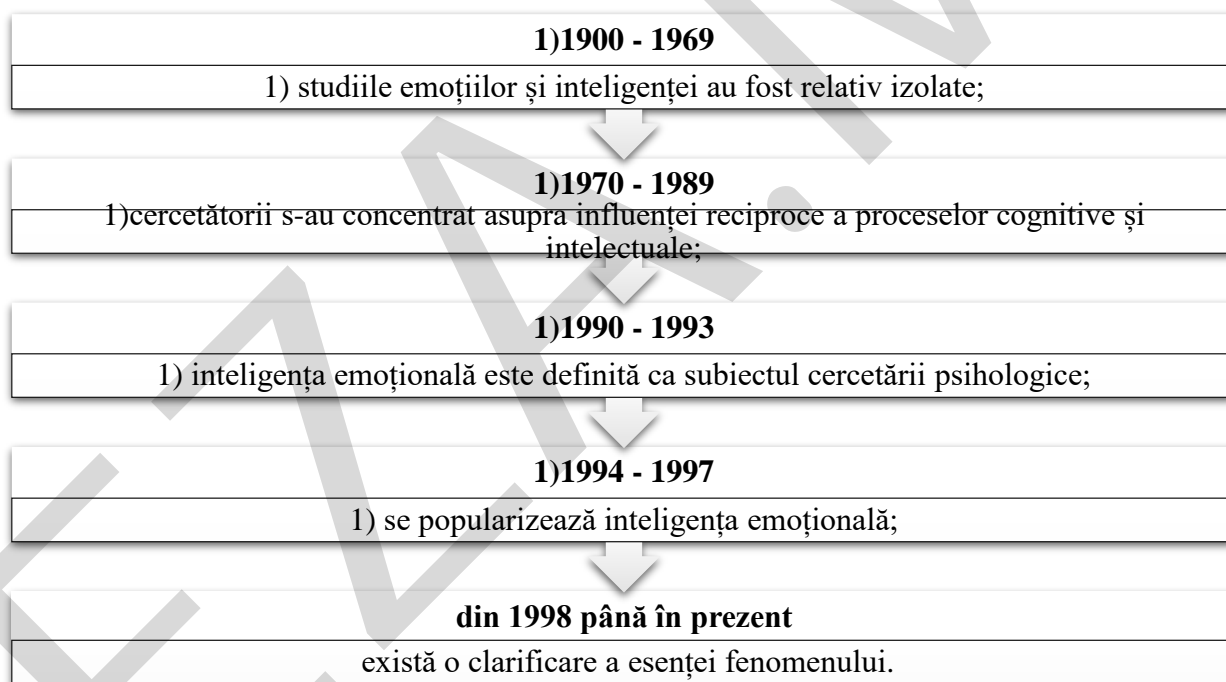 1)1900 - 1969
1) studiile emoțiilor și inteligenței au fost relativ izolate;
1)1970 - 1989
1)cercetătorii s-au concentrat asupra influenței reciproce a proceselor cognitive și
intelectuale;
1)1990 - 1993
1) inteligența emoțională este definită ca subiectul cercetării psihologice;
1)1994 - 1997
1) se popularizează inteligența emoțională;
din 1998 până în prezent
există o clarificare a esenței fenomenului.